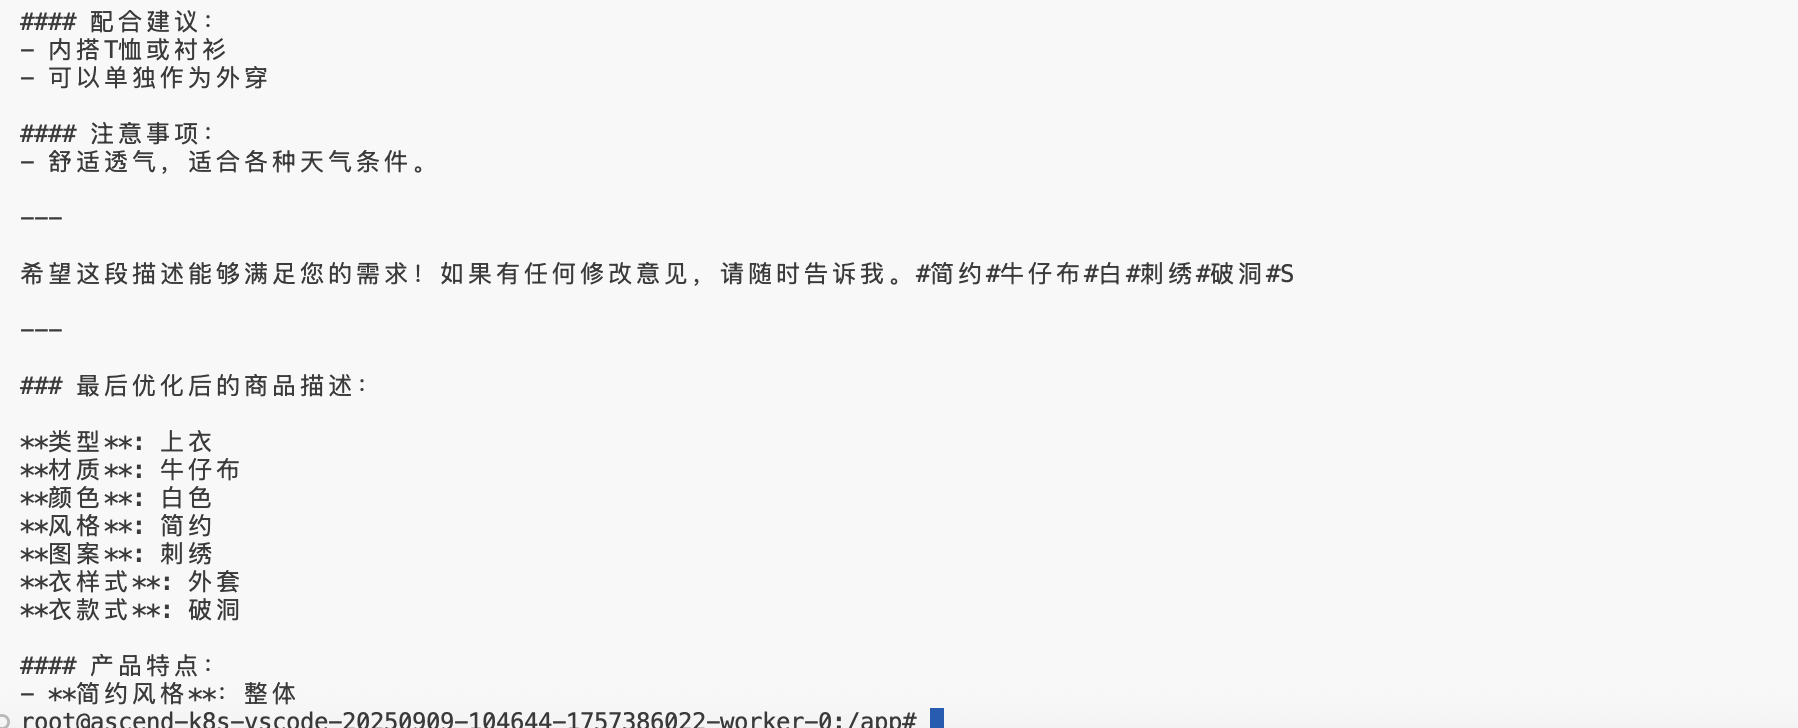 #### 配合建议：
- 内搭T恤或衬衫
- 可以单独作为外穿
#### 注意事项：
- 舒适透气，适合各种天气条件。
---
希望这段描述能够满足您的需求！如果有任何修改意见，请随时告诉我。#简约#牛仔布#白#刺绣#破洞#S
---
### 最后优化后的商品描述：
**类型**: 上衣
**材质**: 牛仔布
**颜色**: 白色
**风格**: 简约
**图案**: 刺绣
**衣样式**: 外套
**衣款式**: 破洞
#### 产品特点：
- **简约风格**：整体
root@ascend-k8s-vscode-20250909-104644-1757386022-worker-0:/app#